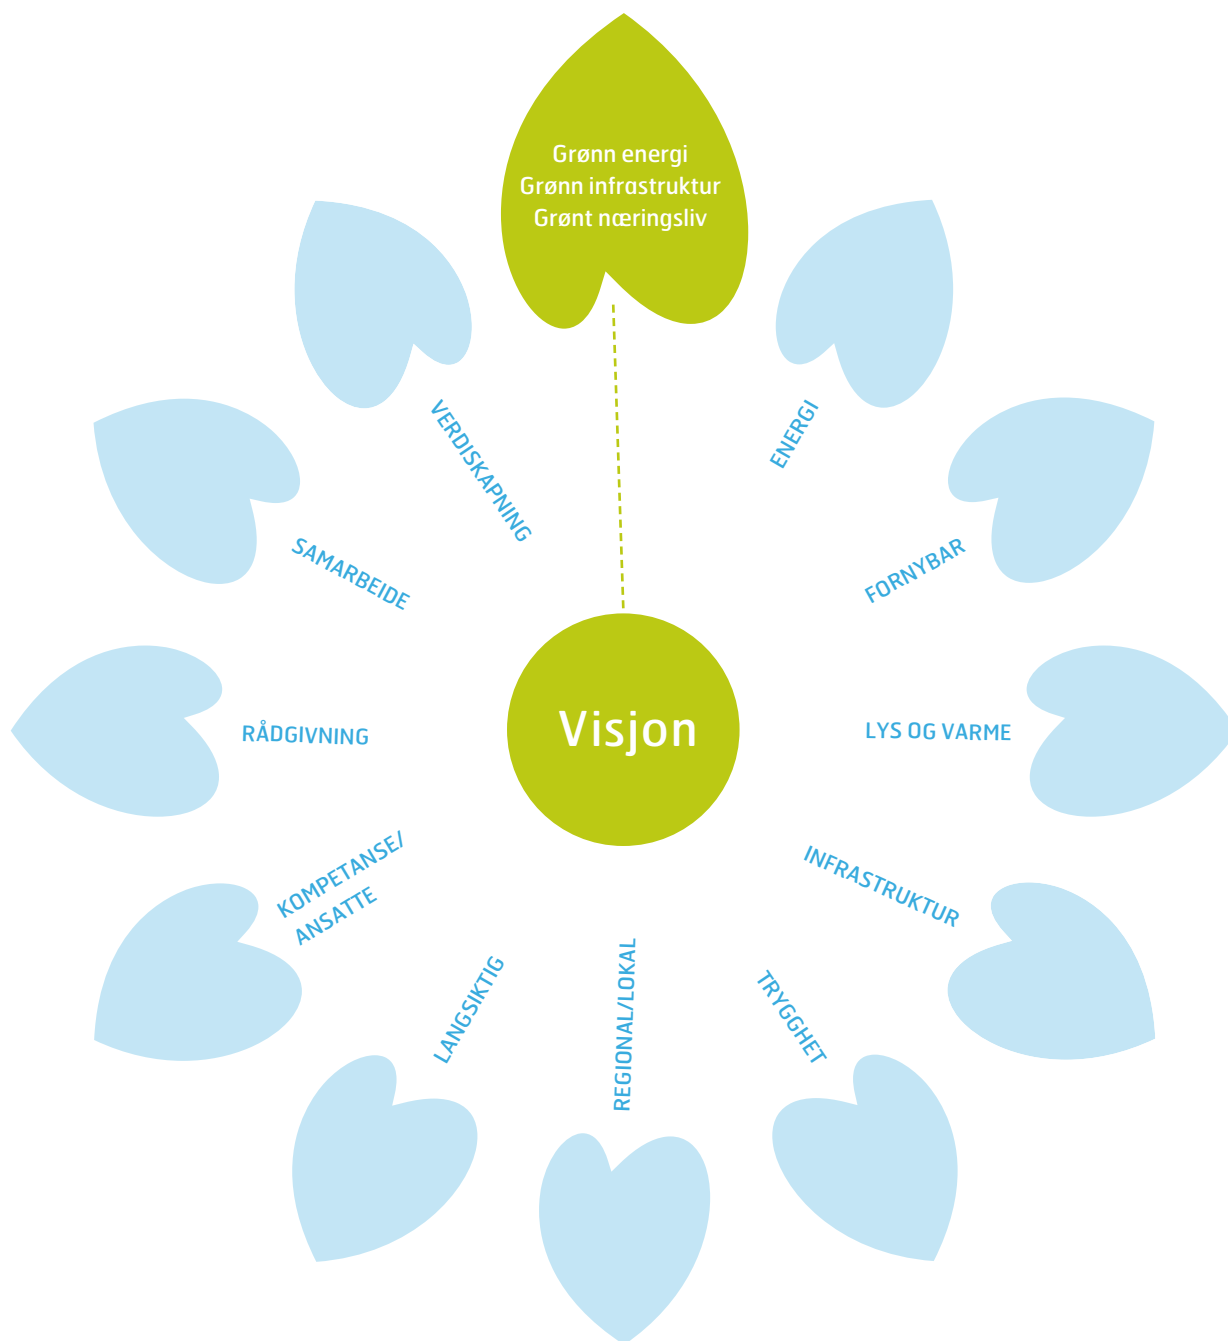 Grønn energi
Grønn infrastruktur
Grønt næringsliv
ENERGI
FORNYBAR
LYS OG VARME
INFRASTRUKTUR
TRYGGHET
REGIONAL/LOKAL
LANGSIKTIG
KOMPETANSE/
ANSATTE
RÅDGIVNING
SAMARBEIDE
VERDISKAPNING
Visjon